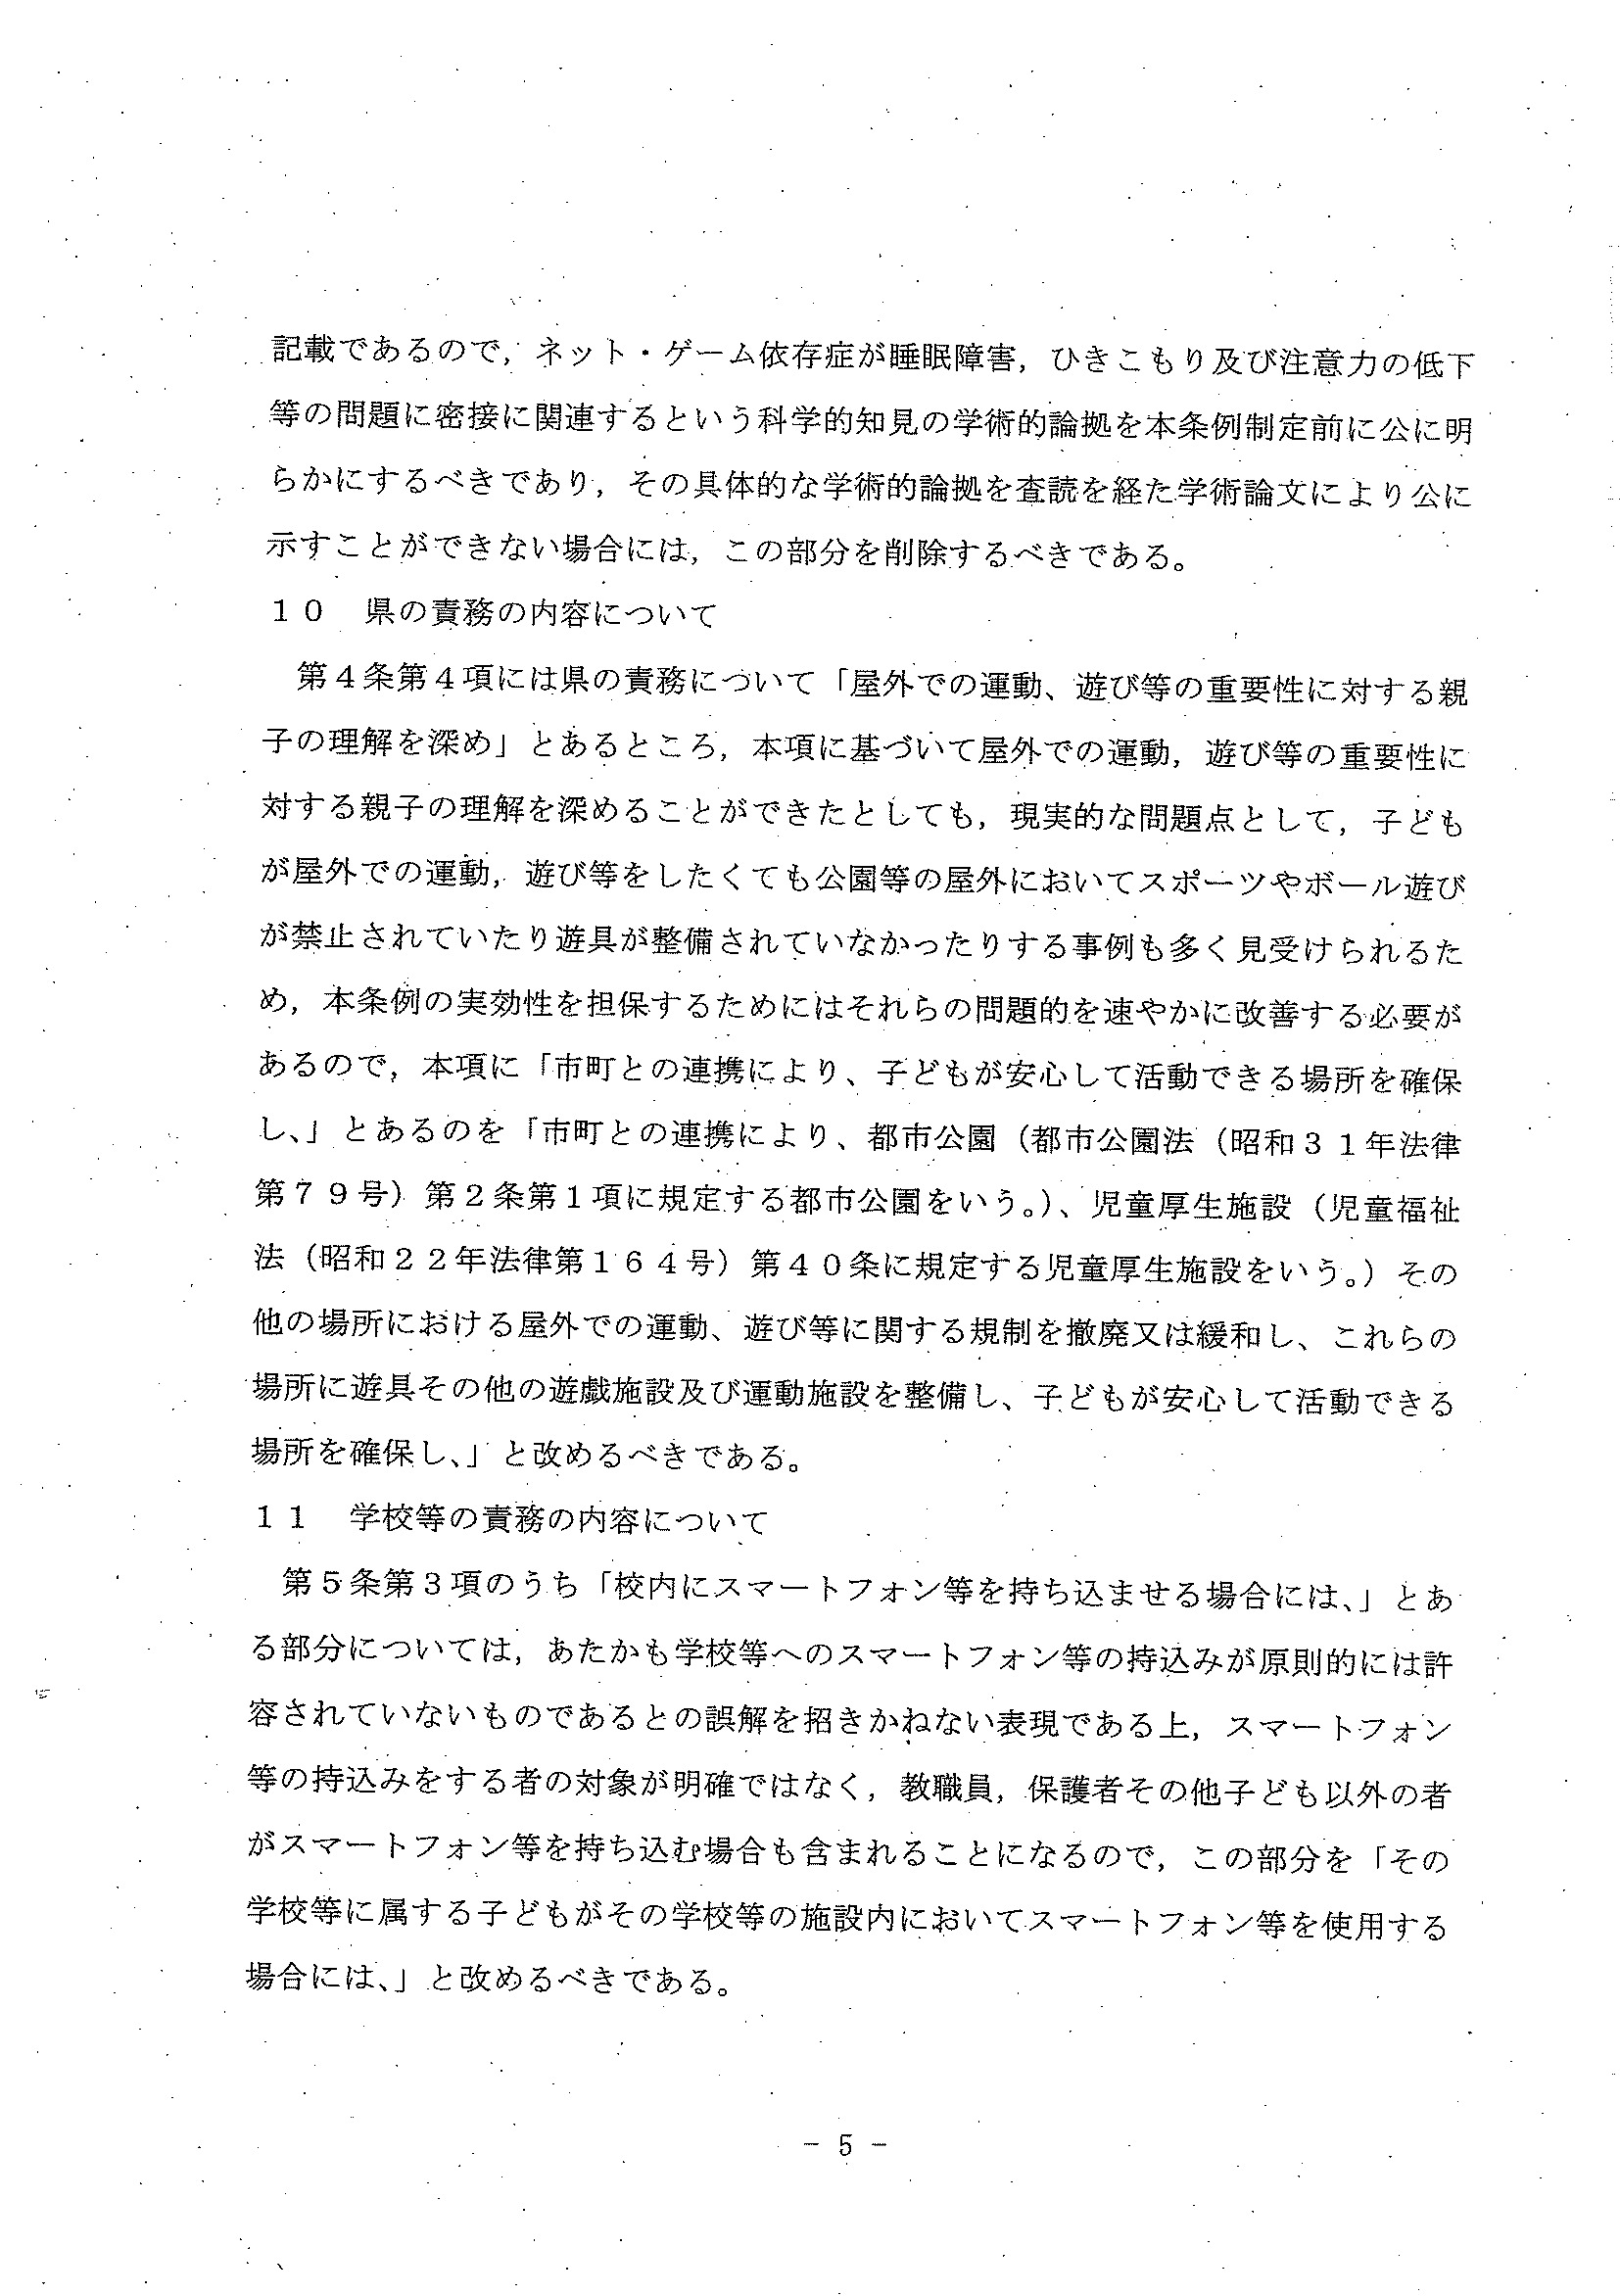 記載であるので，ネット・ゲーム依存症が睡眠障害，ひきこもり及び注意力の低下
等の問題に密接に関連するという科学的知見の学術的論拠を本条例制定前に公に明
らかにするべきであり，その具体的な学術的論拠を査読を経た学術論文により公に
示すことができない場合には，この部分を削除するべきである。
１０　県の責務の内容について
　第４条第４項には県の責務について「屋外での運動、遊び等の重要性に対する親
子の理解を深め」とあるところ，本項に基づいて屋外での運動，遊び等の重要性に
対する親子の理解を深めることができたとしても，現実的な問題点として，子ども
が屋外での運動，遊び等をしたくても公園等の屋外においてスポーツやボール遊び
が禁止されていたり遊具が整備されていなかったりする事例も多く見受けられるた
め，本条例の実効性を担保するためにはそれらの問題的を速やかに改善する必要が
あるので，本項に「市町との連携により、子どもが安心して活動できる場所を確保
し、」とあるのを「市町との連携により、都市公園（都市公園法（昭和３１年法律
第７９号）第２条第１項に規定する都市公園をいう。）、児童厚生施設（児童福祉
法（昭和２２年法律第１６４号）第４０条に規定する児童厚生施設をいう。）その
他の場所における屋外での運動、遊び等に関する規制を撤廃又は緩和し、これらの
場所に遊具その他の遊戯施設及び運動施設を整備し、子どもが安心して活動できる
場所を確保し、」と改めるべきである。
１１　学校等の責務の内容について
　第５条第３項のうち「校内にスマートフォン等を持ち込ませる場合には、」とあ
る部分については，あたかも学校等へのスマートフォン等の持込みが原則的には許
容されていないものであるとの誤解を招きかねない表現である上，スマートフォン
等の持込みをする者の対象が明確ではなく，教職員，保護者その他子ども以外の者
がスマートフォン等を持ち込む場合も含まれることになるので，この部分を「その
学校等に属する子どもがその学校等の施設内においてスマートフォン等を使用する
場合には、」と改めるべきである。
－ 5 －